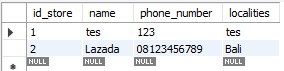 id_store name phone_number localities
1 tes 123 tes
2 Lazada 08123456789 Bali
NULL NULL NULL NULL